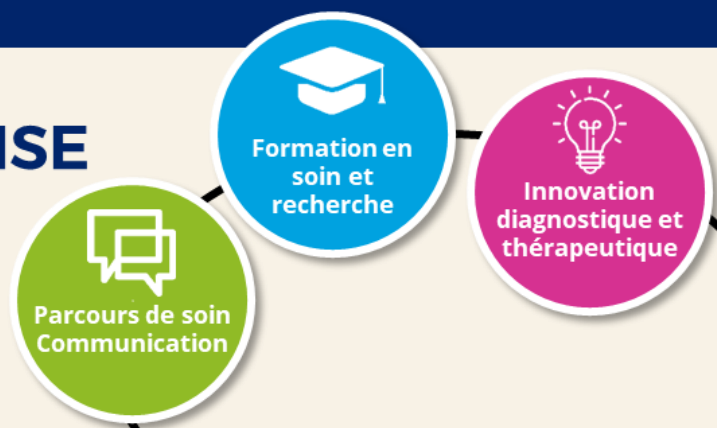 ISE
Formation en
soin et
recherche
Innovation
diagnostique et
thérapeutique
Parcours de soin
Communication